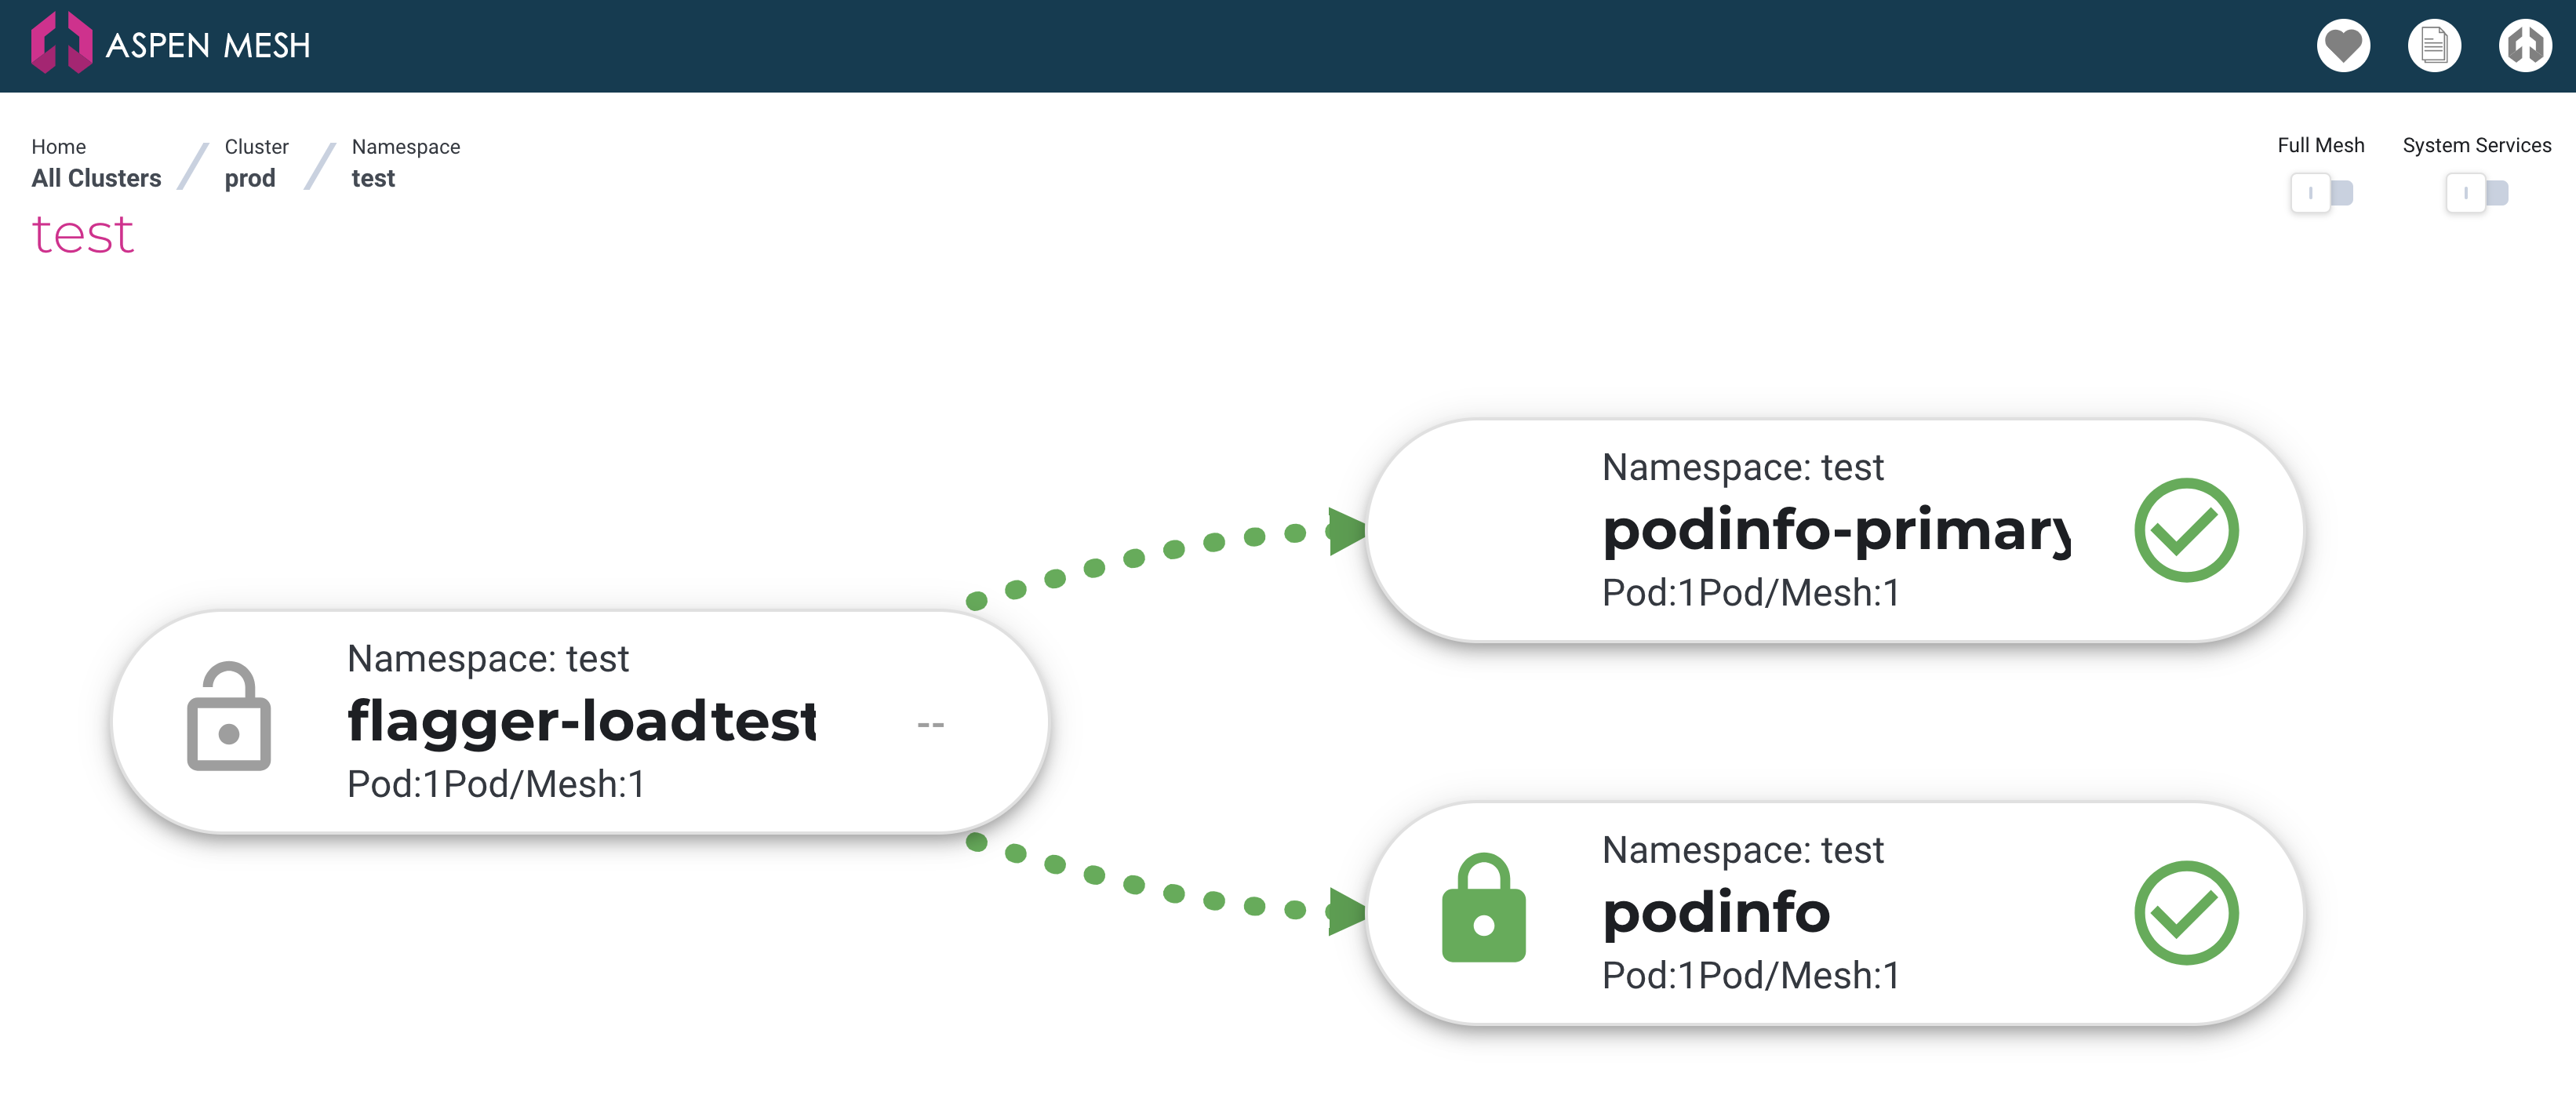 ASPEN MESH
Home
All Clusters
Cluster
prod
Namespace
test
Full Mesh
System Services
test
Namespace: test
podinfo-primary
Pod:1Pod/Mesh:1
Namespace: test
flagger-loadtest
--
Pod:1Pod/Mesh:1
Namespace: test
podinfo
Pod:1Pod/Mesh:1